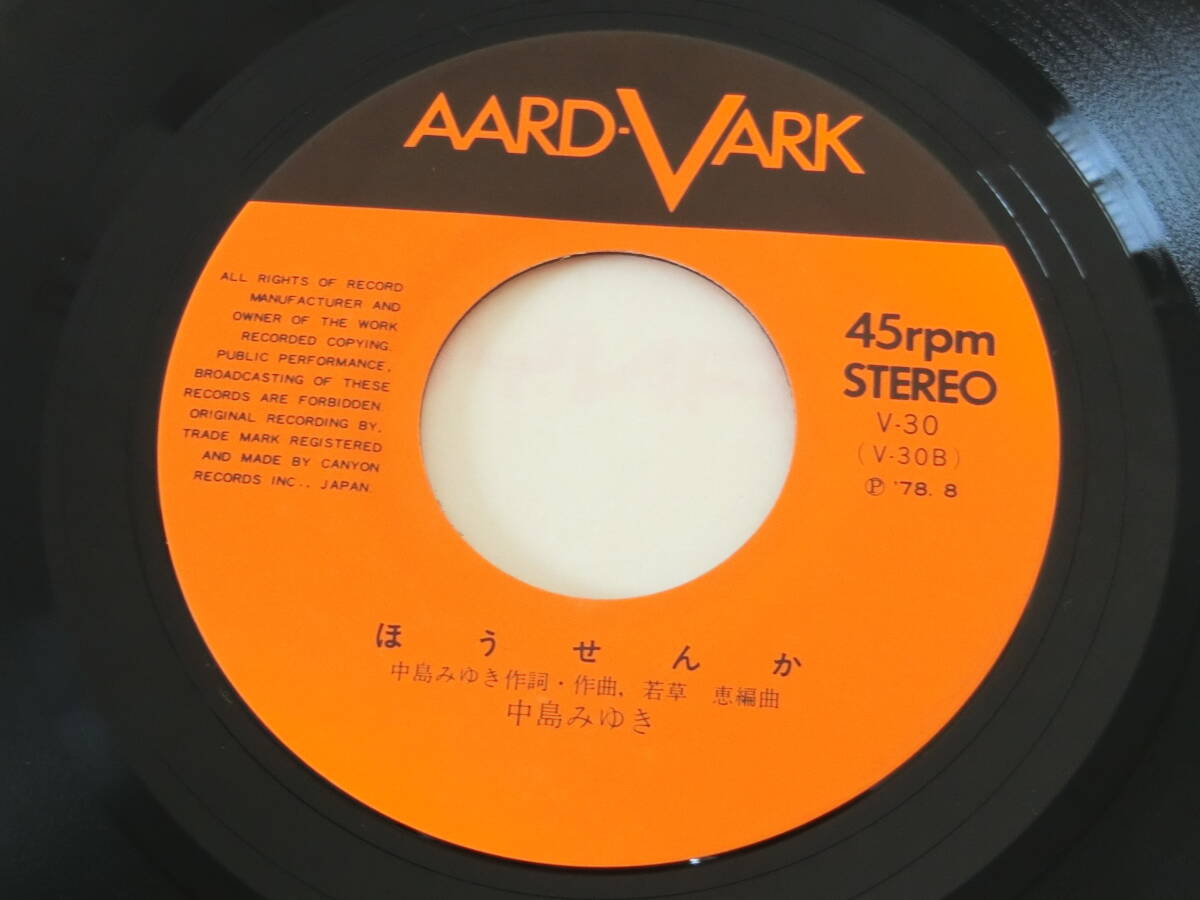 AARD-VARK
ALL RIGHTS OF RECORD
MANUFACTURER AND
OWNER OF THE WORK
RECORDED COPYING.
PUBLIC PERFORMANCE,
BROADCASTING OF THESE
RECORDS ARE FORBIDDEN.
ORIGINAL RECORDING BY,
TRADE MARK REGISTERED
AND MADE BY CANYON
RECORDS INC., JAPAN.
45rpm
STEREO
V-30
(V-30B)
Ⓟ '78. 8
ほうせんか
中島みゆき作詞・作曲, 若草 恵編曲
中島みゆき